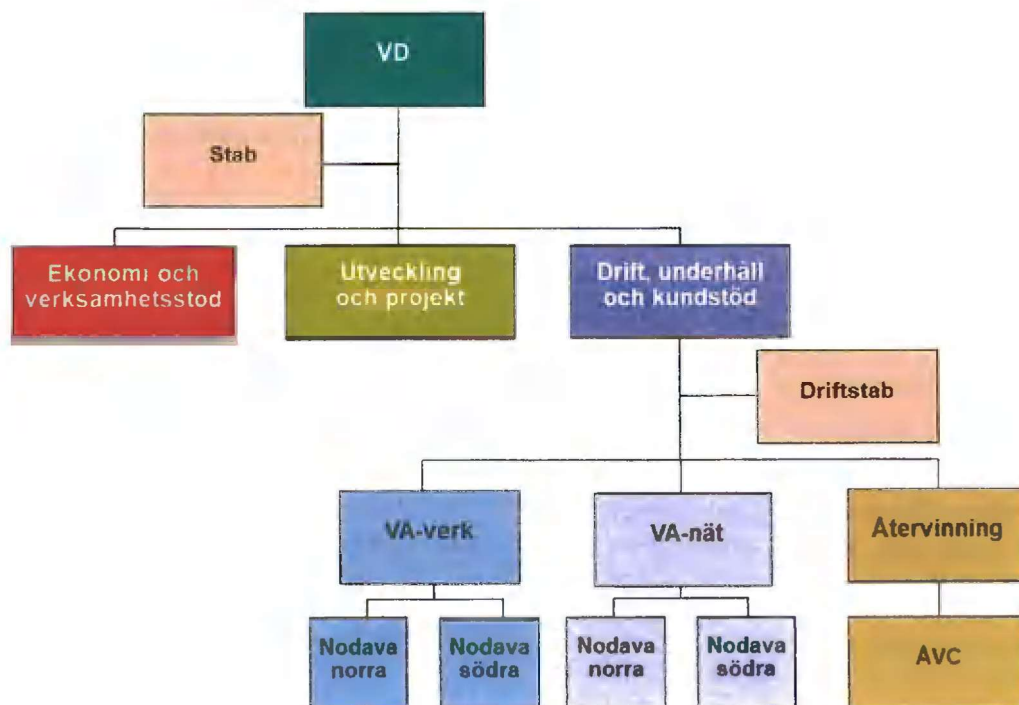 VD
Stab
Ekonomi och
verksamhetsstod
Utveckling
och projekt
Drift, underhåll
och kundstöd
Driftstab
VA-verk
VA-nät
Återvinning
Nodava
norra
Nodava
södra
Nodava
norra
Nodava
södra
AVC